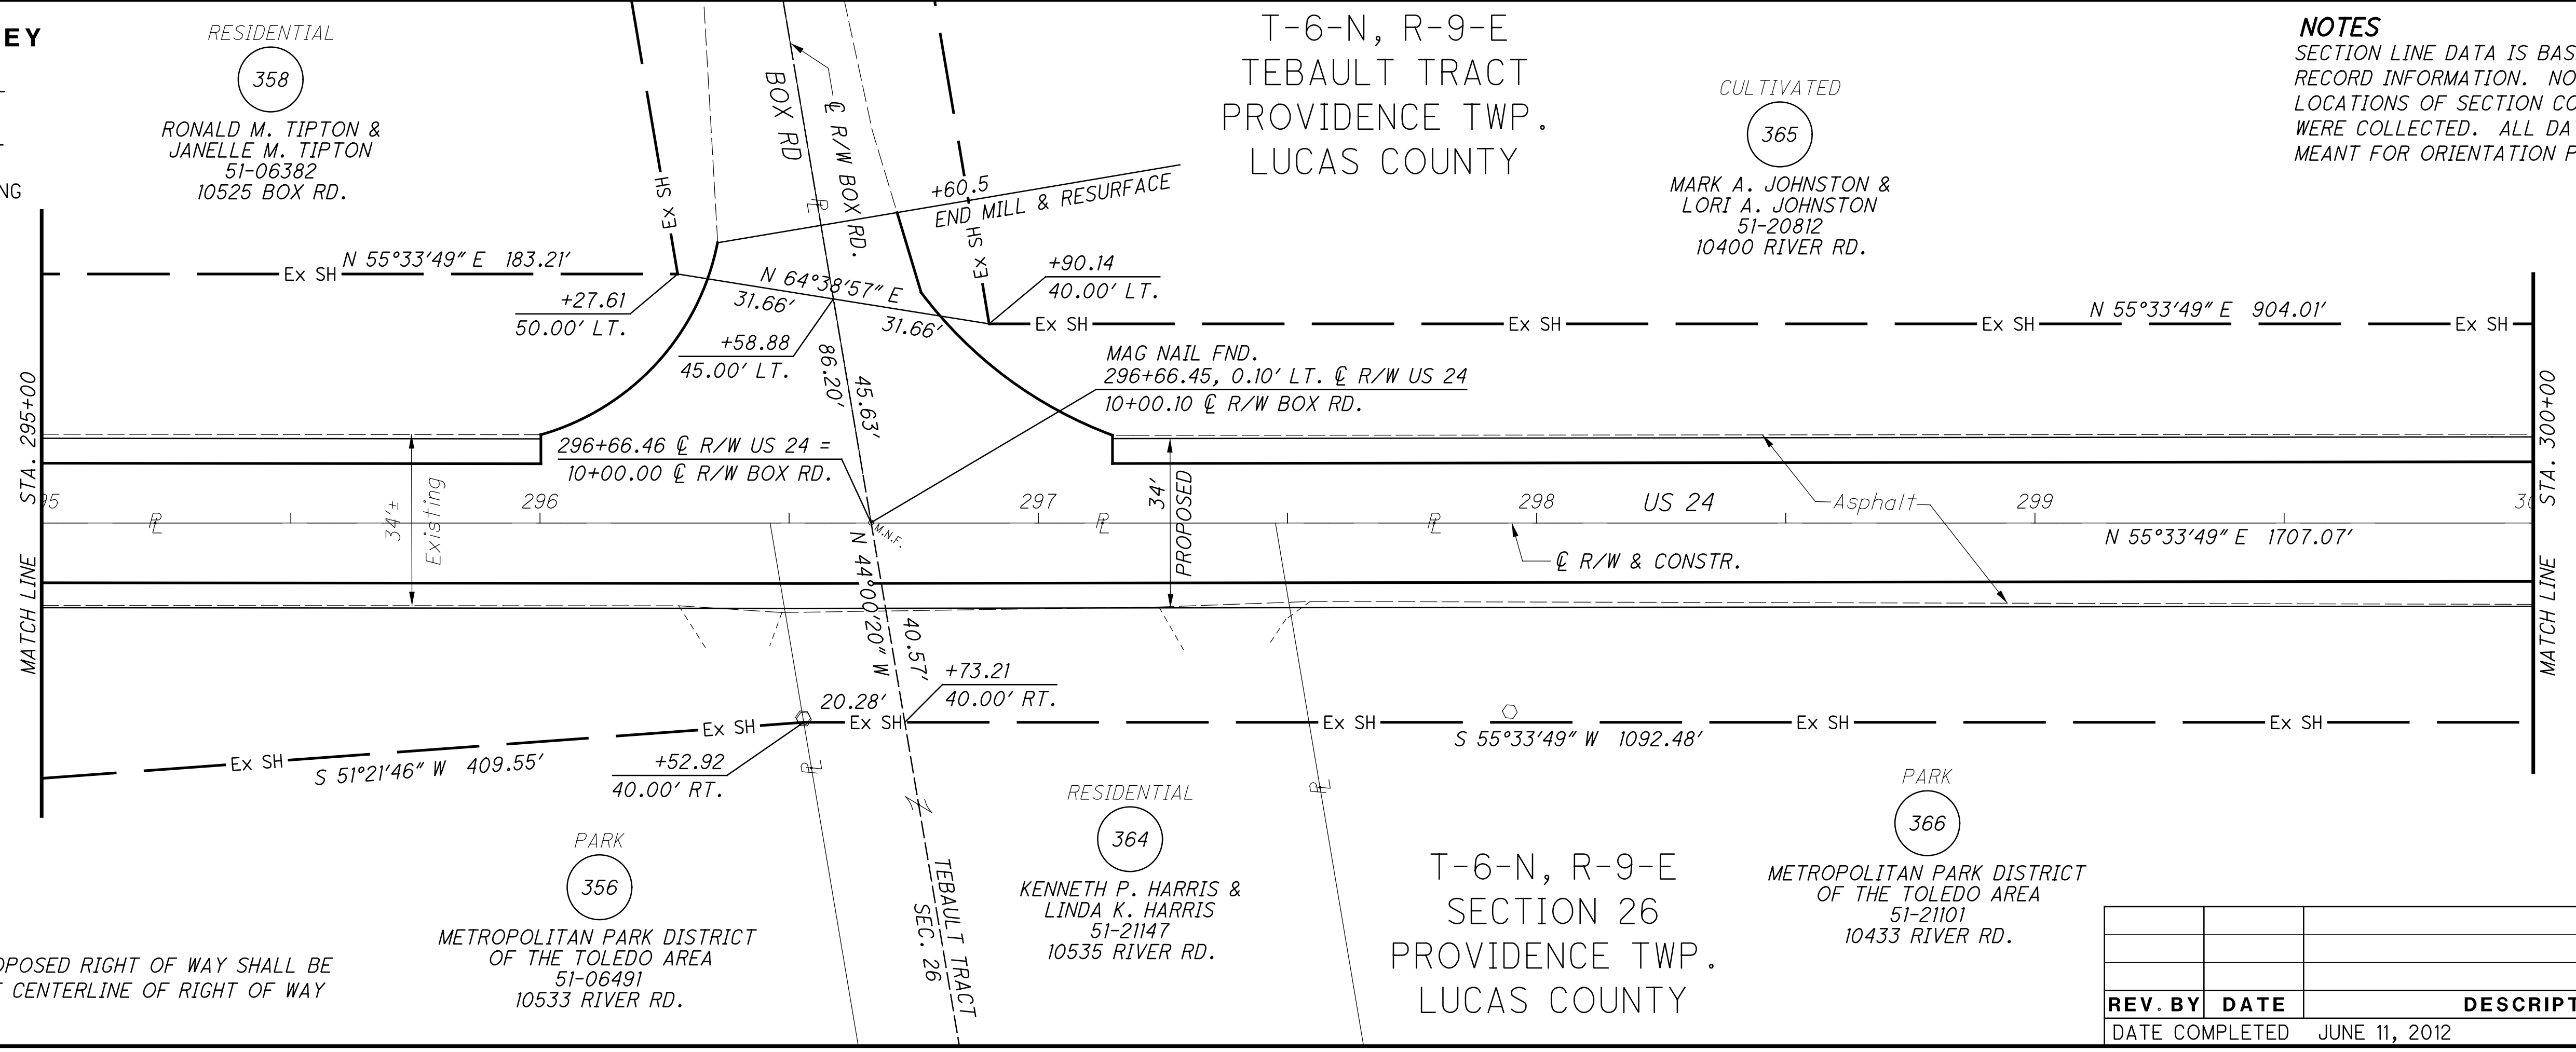 EY
NG
RESIDENTIAL
358
RONALD M. TIPTON &
JANELLE M. TIPTON
51-06382
10525 BOX RD.
T-6-N, R-9-E
TEBAULT TRACT
PROVIDENCE TWP.
LUCAS COUNTY
CULTIVATED
365
MARK A. JOHNSTON &
LORI A. JOHNSTON
51-20812
10400 RIVER RD.
NOTES
SECTION LINE DATA IS BAS
RECORD INFORMATION. NO
LOCATIONS OF SECTION CO
WERE COLLECTED. ALL DA
MEANT FOR ORIENTATION P
BOX RD
℄ R/W BOX RD.
Ex SH
Ex SH
+60.5
END MILL & RESURFACE
PL
N 55°33'49" E 183.21'
Ex SH
+27.61
50.00' LT.
N 64°38'57" E
31.66'
31.66'
+58.88
45.00' LT.
+90.14
40.00' LT.
Ex SH
Ex SH
Ex SH
Ex SH
N 55°33'49" E 904.01'
86.20'
45.63'
MAG NAIL FND.
296+66.45, 0.10' LT. ℄ R/W US 24
10+00.10 ℄ R/W BOX RD.
296+66.46 ℄ R/W US 24 =
10+00.00 ℄ R/W BOX RD.
MATCH LINE STA. 295+00
MATCH LINE STA. 300+00
34'±
Existing
34'
PROPOSED
95
296
297
298
US 24
Asphalt
299
30
PL
PL
PL
M.N.F.
℄ R/W & CONSTR.
N 55°33'49" E 1707.07'
N 44°00'20" W
40.57'
+73.21
40.00' RT.
20.28'
Ex SH
Ex SH
Ex SH
Ex SH
Ex SH
Ex SH
S 51°21'46" W 409.55'
+52.92
40.00' RT.
S 55°33'49" W 1092.48'
PL
PL
PARK
356
METROPOLITAN PARK DISTRICT
OF THE TOLEDO AREA
51-06491
10533 RIVER RD.
TEBAULT TRACT
SEC. 26
RESIDENTIAL
364
KENNETH P. HARRIS &
LINDA K. HARRIS
51-21147
10535 RIVER RD.
T-6-N, R-9-E
SECTION 26
PROVIDENCE TWP.
LUCAS COUNTY
PARK
366
METROPOLITAN PARK DISTRICT
OF THE TOLEDO AREA
51-21101
10433 RIVER RD.
OPOSED RIGHT OF WAY SHALL BE
CENTERLINE OF RIGHT OF WAY
REV. BY DATE DESCRIPT
DATE COMPLETED JUNE 11, 2012